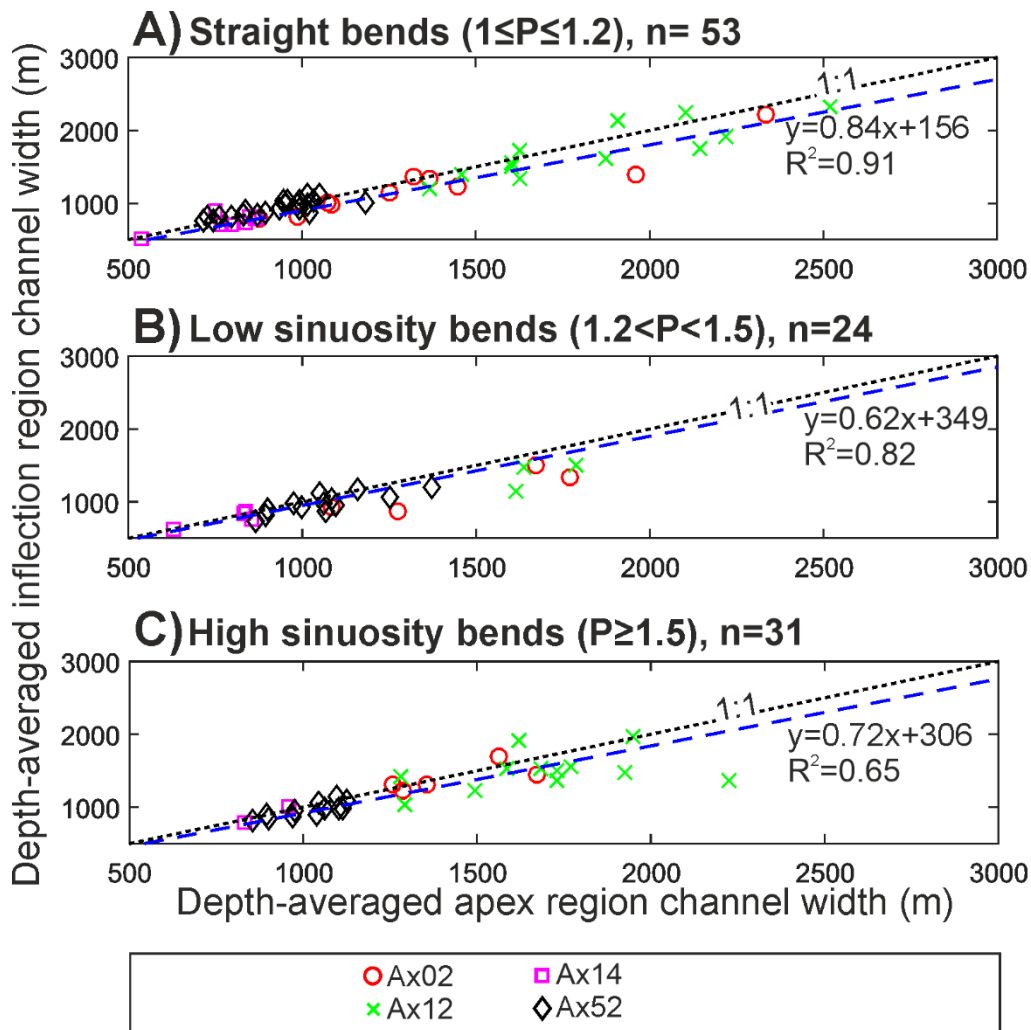 A) Straight bends (1≤P≤1.2), n= 53
3000
2000
1000
1:1
y=0.84x+156
R²=0.91
500 1000 1500 2000 2500 3000
B) Low sinuosity bends (1.2<P<1.5), n=24
3000
2000
1000
1:1
y=0.62x+349
R²=0.82
500 1000 1500 2000 2500 3000
C) High sinuosity bends (P≥1.5), n=31
3000
2000
1000
1:1
y=0.72x+306
R²=0.65
500 1000 1500 2000 2500 3000
Depth-averaged inflection region channel width (m)
Depth-averaged apex region channel width (m)
Ax02 Ax14
Ax12 Ax52